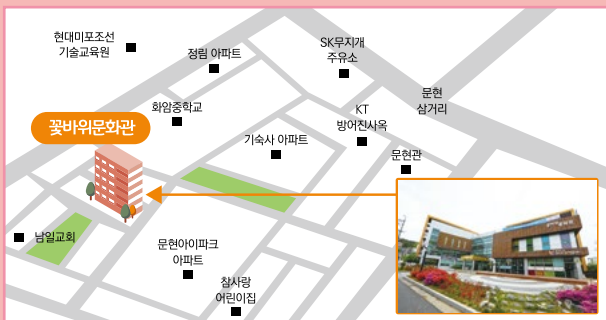 현대미포조선
기술교육원
정림 아파트
SK무지개
주유소
문현
삼거리
화암중학교
KT
방어진사옥
꽃바위문화관
기숙사 아파트
문현관
남일교회
문현아이파크
아파트
참사랑
어린이집